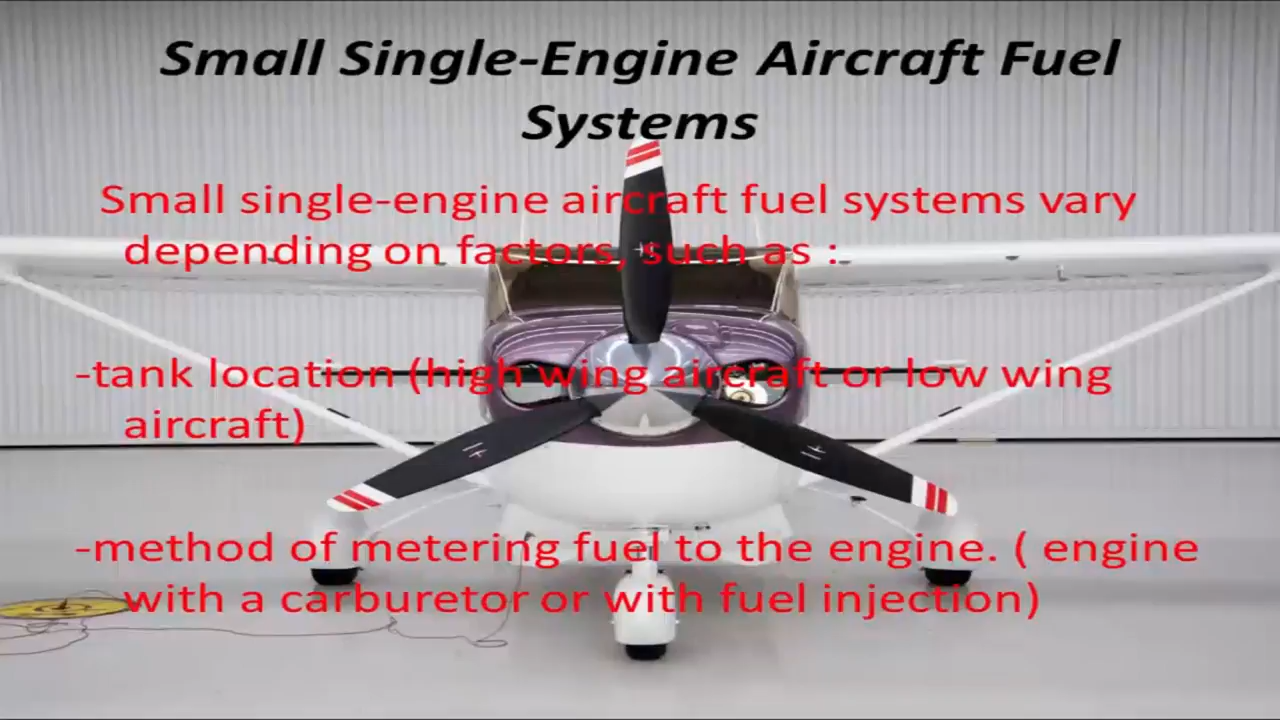 Small Single-Engine Aircraft Fuel
Systems
Small single-engine aircraft fuel systems vary
depending on factors, such as :
-tank location (high wing aircraft or low wing
aircraft)
-method of metering fuel to the engine. ( engine
with a carburetor or with fuel injection)